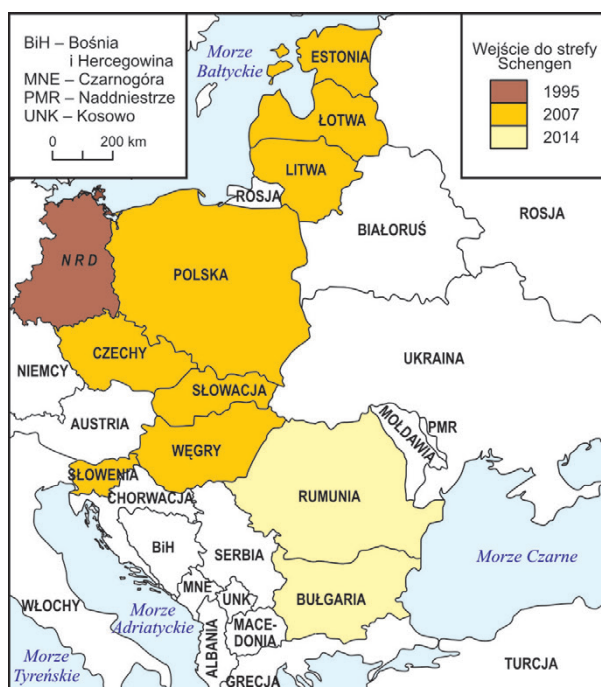 BiH – Bośnia
i Hercegowina
MNE – Czarnogóra
PMR – Naddniestrze
UNK – Kosowo
0 200 km
Morze
Bałtyckie
Wejście do strefy
Schengen
1995
2007
2014
ESTONIA
ŁOTWA
LITWA
ROSJA
BIAŁORUŚ
ROSJA
NRD
POLSKA
NIEMCY
CZECHY
UKRAINA
SŁOWACJA
AUSTRIA
MOŁDAWIA
PMR
WĘGRY
SŁOWENIA
CHORWACJA
RUMUNIA
BiH
SERBIA
Morze Czarne
MNE
UNK
BUŁGARIA
WŁOCHY
Morze
Adriatyckie
ALBANIA
MACE-
DONIA
Morze
Tyreńskie
GRECJA
TURCJA